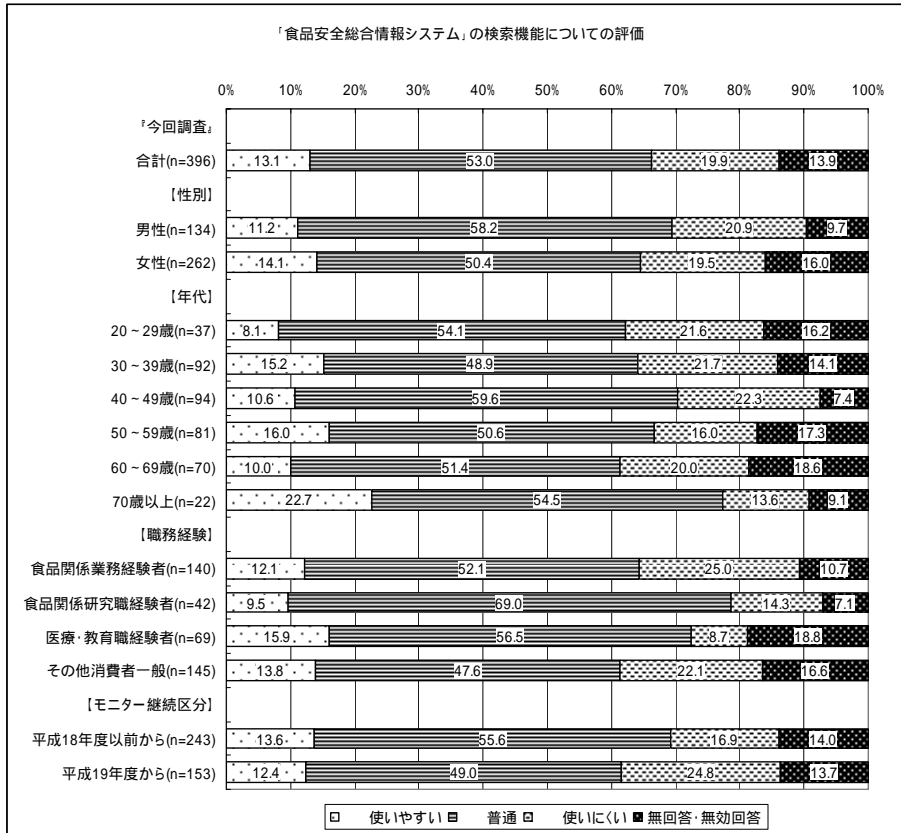 「食品安全総合情報システム」の検索機能についての評価
0% 10% 20% 30% 40% 50% 60% 70% 80% 90% 100%
『今回調査』
合計(n=396) 13.1 53.0 19.9 13.9
【性別】
男性(n=134) 11.2 58.2 20.9 9.7
女性(n=262) 14.1 50.4 19.5 16.0
【年代】
20～29歳(n=37) 8.1 54.1 21.6 16.2
30～39歳(n=92) 15.2 48.9 21.7 14.1
40～49歳(n=94) 10.6 59.6 22.3 7.4
50～59歳(n=81) 16.0 50.6 16.0 17.3
60～69歳(n=70) 10.0 51.4 20.0 18.6
70歳以上(n=22) 22.7 54.5 13.6 9.1
【職務経験】
食品関係業務経験者(n=140) 12.1 52.1 25.0 10.7
食品関係研究職経験者(n=42) 9.5 69.0 14.3 7.1
医療・教育職経験者(n=69) 15.9 56.5 8.7 18.8
その他消費者一般(n=145) 13.8 47.6 22.1 16.6
【モニター継続区分】
平成18年度以前から(n=243) 13.6 55.6 16.9 14.0
平成19年度から(n=153) 12.4 49.0 24.8 13.7
使いやすい 普通 使いにくい 無回答・無効回答